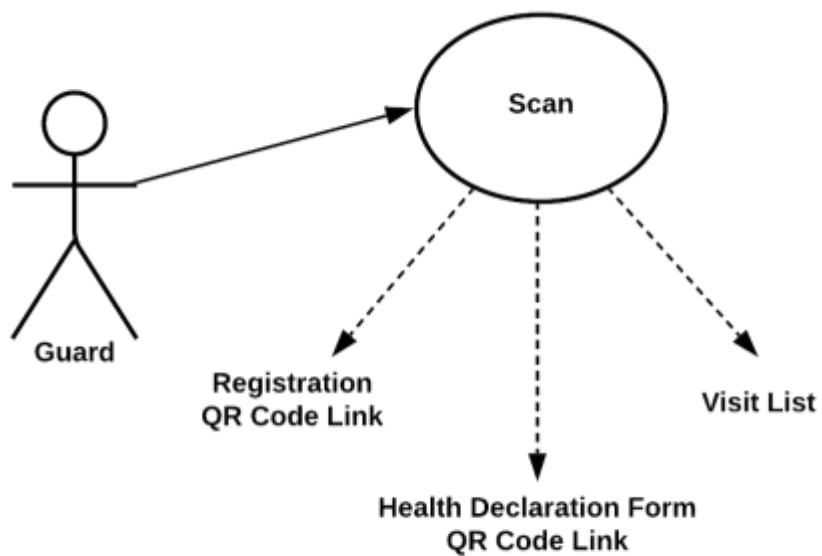 Scan
Guard
Registration
QR Code Link
Visit List
Health Declaration Form
QR Code Link